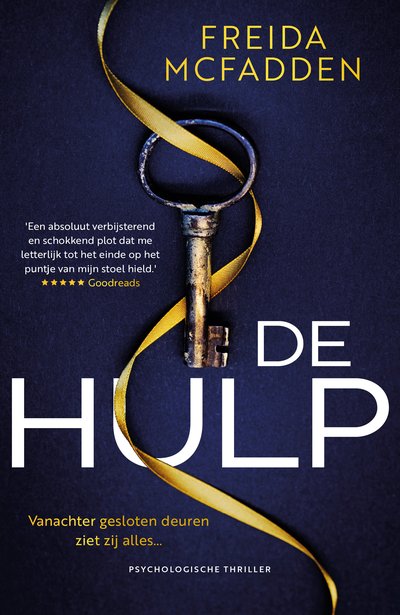 FREIDA
MCFADDEN
'Een absoluut verbijsterend
en schokkend plot dat me
letterlijk tot het einde op het
puntje van mijn stoel hield.'
★★★★★ Goodreads
DE
HULP
Vanachter gesloten deuren
ziet zij alles...
PSYCHOLOGISCHE THRILLER